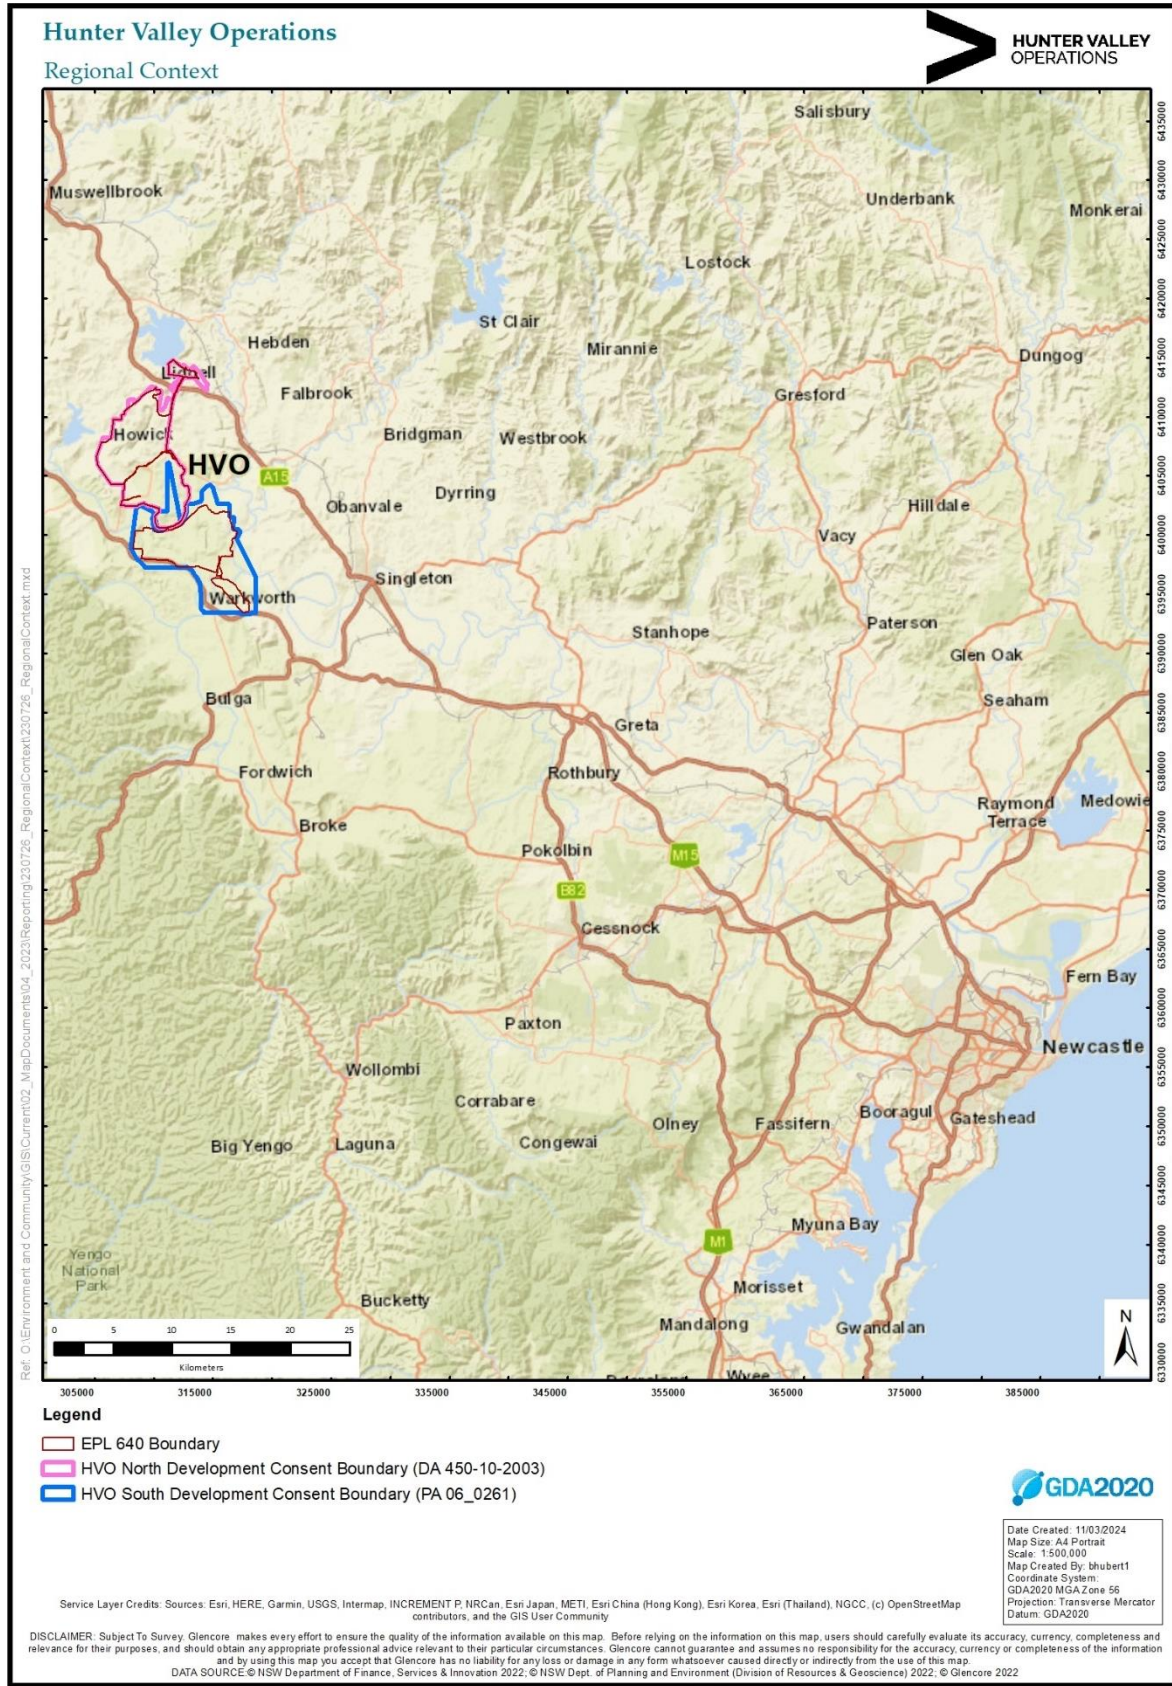 Hunter Valley Operations
Regional Context
HUNTER VALLEY
OPERATIONS
Salisbury
Muswellbrook
Underbank
Monkerai
Lostock
St Clair
Hebden
Mirannie
Dungog
Liddell
Falbrook
Gresford
Howick
Bridgman
Westbrook
HVO
A15
Dyrring
Obanvale
Hilldale
Vacy
Singleton
Warkworth
Stanhope
Paterson
Glen Oak
Bulga
Seaham
Greta
Fordwich
Rothbury
Raymond
Terrace
Medowie
Broke
Pokolbin
M15
B82
Cessnock
Fern Bay
Paxton
Newcastle
Wollombi
Corrabare
Olney
Fassifern
Booragul
Gateshead
Big Yengo
Laguna
Congewai
Myuna Bay
M1
Yengo
National
Park
Morisset
Bucketty
Mandalong
Gwandalan
Wyee
N
0 5 10 15 20 25
Kilometers
6435000
6430000
6425000
6420000
6415000
6410000
6405000
6400000
6395000
6390000
6385000
6380000
6375000
6370000
6365000
6360000
6355000
6350000
6345000
6340000
6335000
6330000
305000 315000 325000 335000 345000 355000 365000 375000 385000
Ref: O:\Environment and Community\GIS\Current\02_MapDocuments\04_2023\Reporting\230726_RegionalContext\230726_RegionalContext.mxd
Legend
EPL 640 Boundary
HVO North Development Consent Boundary (DA 450-10-2003)
HVO South Development Consent Boundary (PA 06_0261)
GDA2020
Date Created: 11/03/2024
Map Size: A4 Portrait
Scale: 1:500,000
Map Created By: bhubert1
Coordinate System:
GDA2020 MGA Zone 56
Projection: Transverse Mercator
Datum: GDA2020
Service Layer Credits: Sources: Esri, HERE, Garmin, USGS, Intermap, INCREMENT P, NRCan, Esri Japan, METI, Esri China (Hong Kong), Esri Korea, Esri (Thailand), NGCC, (c) OpenStreetMap
contributors, and the GIS User Community
DISCLAIMER: Subject To Survey. Glencore makes every effort to ensure the quality of the information available on this map. Before relying on the information on this map, users should carefully evaluate its accuracy, currency, completeness and
relevance for their purposes, and should obtain any appropriate professional advice relevant to their particular circumstances. Glencore cannot guarantee and assumes no responsibility for the accuracy, currency or completeness of the information
and by using this map you accept that Glencore has no liability for any loss or damage in any form whatsoever caused directly or indirectly from the use of this map.
DATA SOURCE:© NSW Department of Finance, Services & Innovation 2022; © NSW Dept. of Planning and Environment (Division of Resources & Geoscience) 2022; © Glencore 2022